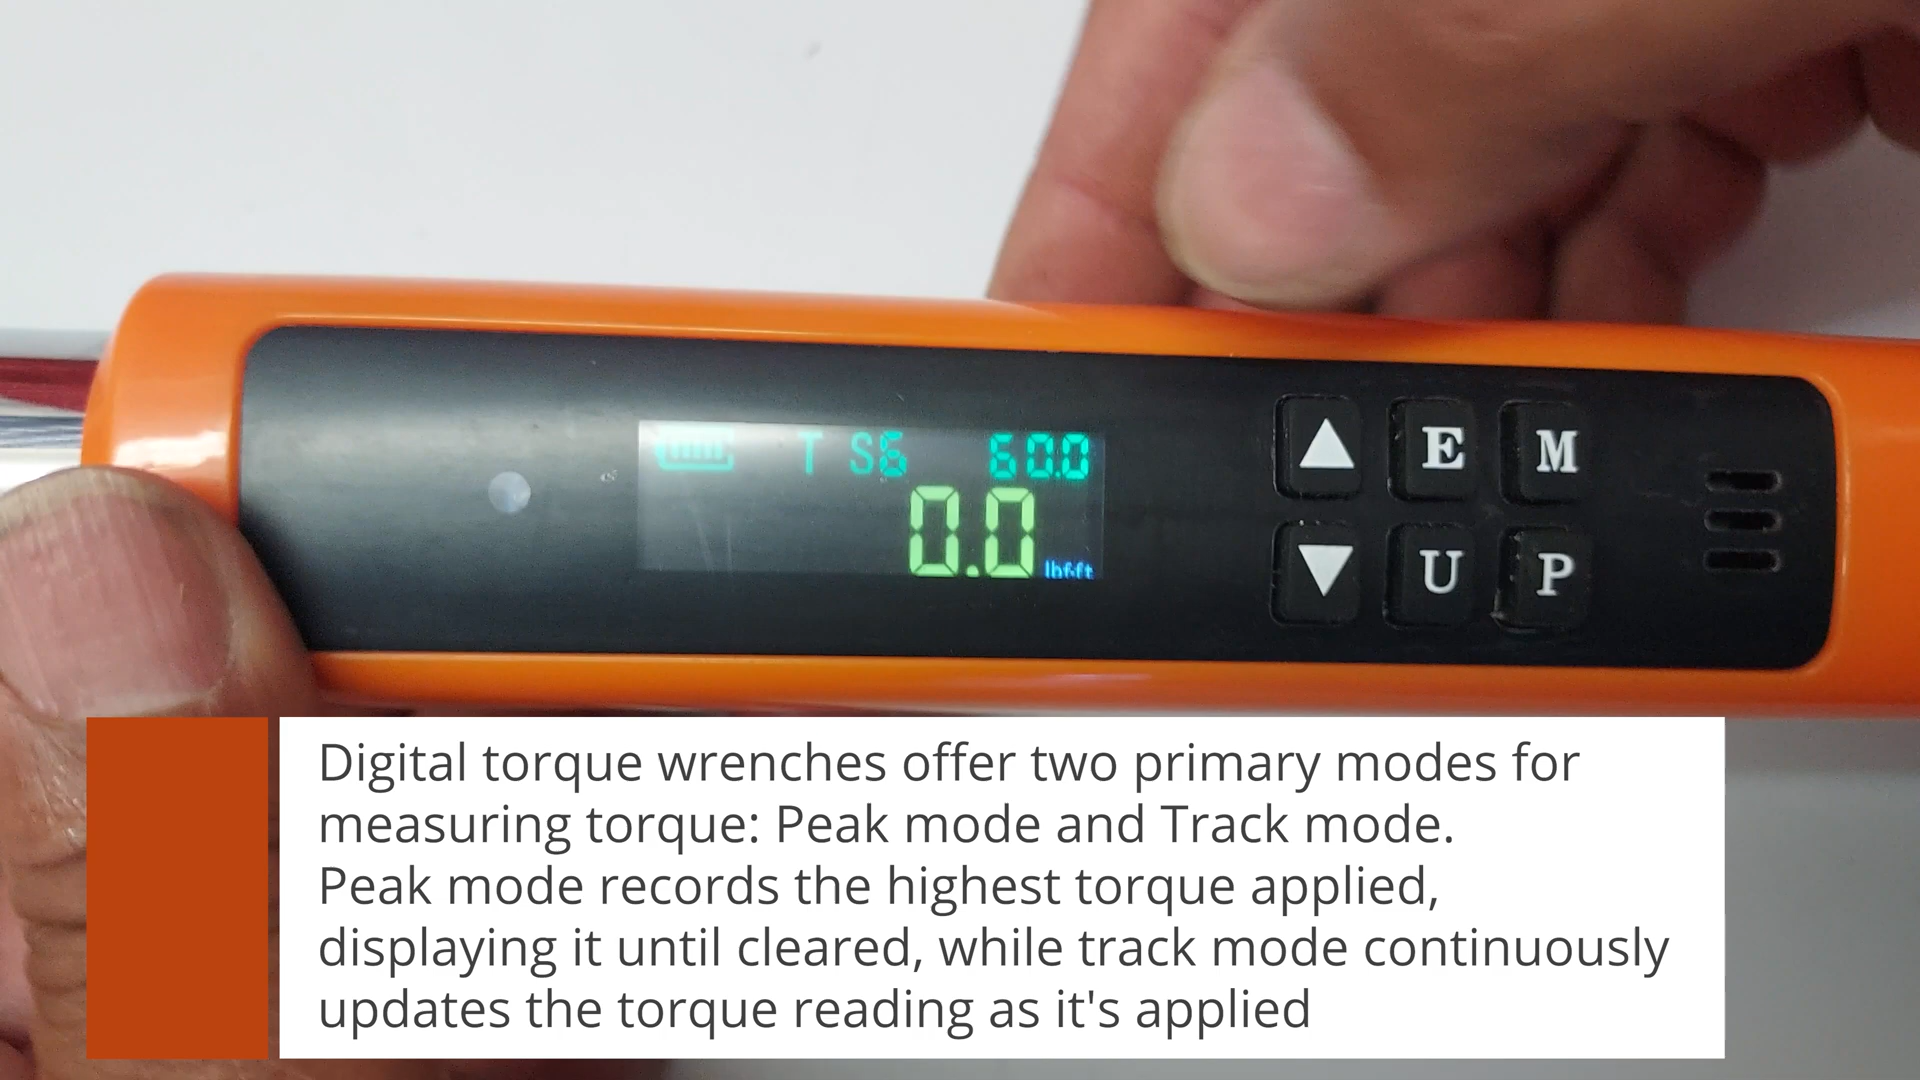 T S6 60.0
0.0 lbf·ft
▲ E M
▼ U P
Digital torque wrenches offer two primary modes for
measuring torque: Peak mode and Track mode.
Peak mode records the highest torque applied,
displaying it until cleared, while track mode continuously
updates the torque reading as it's applied